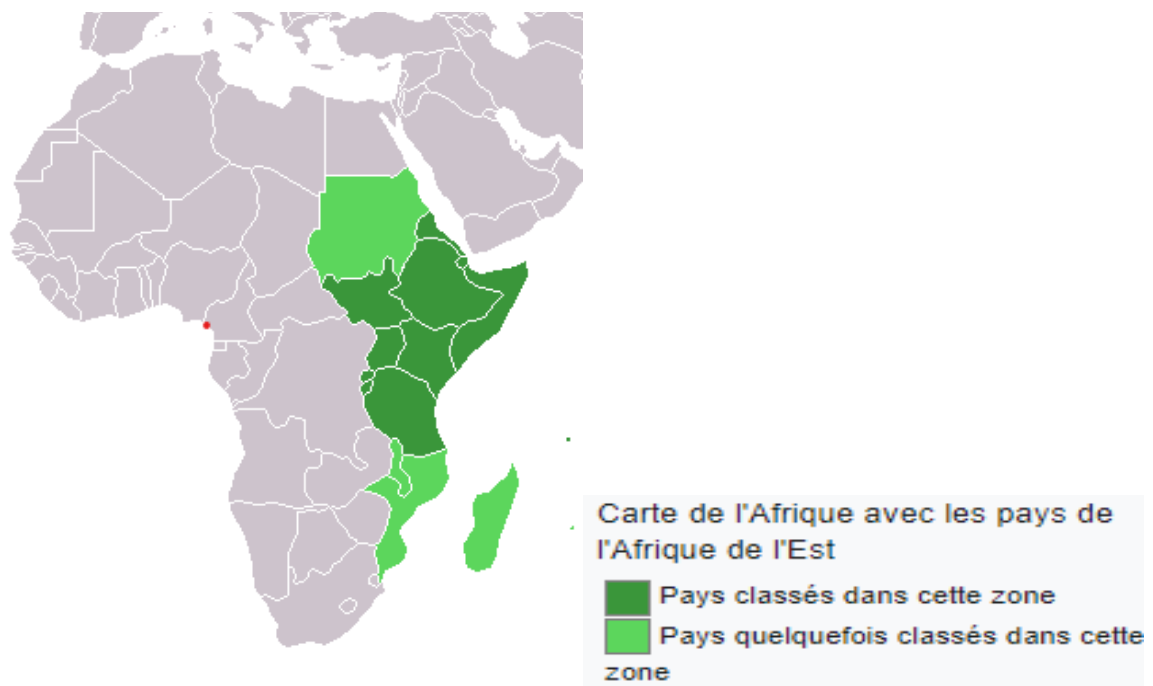 Carte de l'Afrique avec les pays de
l'Afrique de l'Est
Pays classés dans cette zone
Pays quelquefois classés dans cette
zone